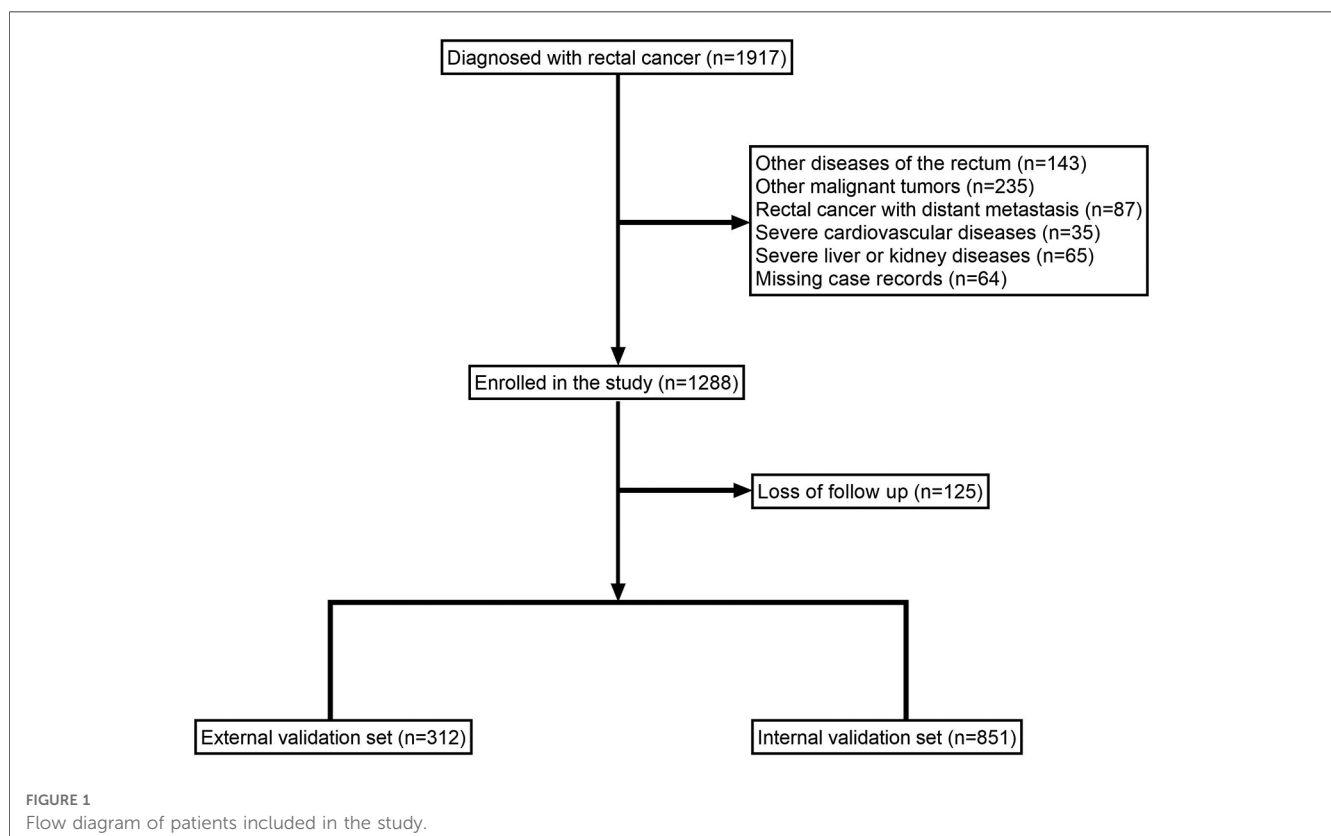 Diagnosed with rectal cancer (n=1917)
Other diseases of the rectum (n=143)
Other malignant tumors (n=235)
Rectal cancer with distant metastasis (n=87)
Severe cardiovascular diseases (n=35)
Severe liver or kidney diseases (n=65)
Missing case records (n=64)
Enrolled in the study (n=1288)
Loss of follow up (n=125)
External validation set (n=312)
Internal validation set (n=851)
FIGURE 1
Flow diagram of patients included in the study.